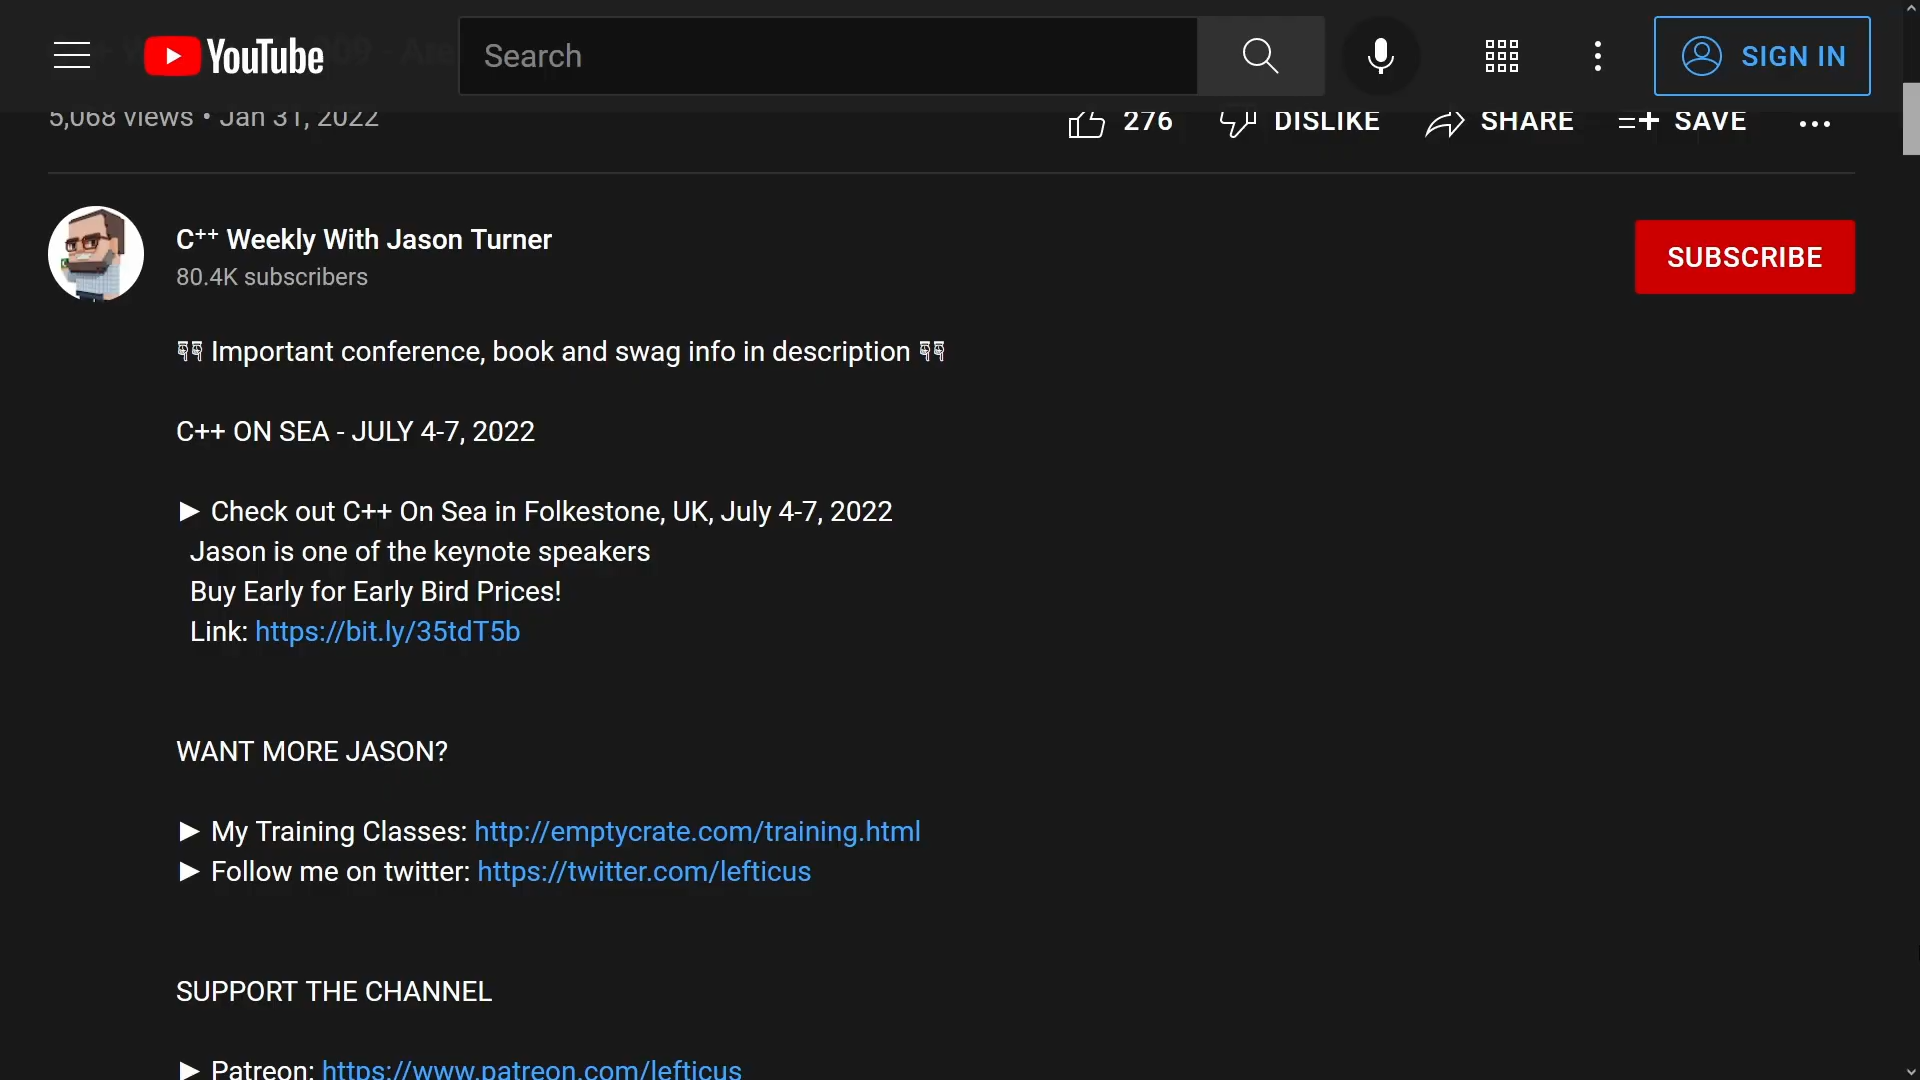 YouTube
Search
SIGN IN
5,068 views • Jan 31, 2022
276 DISLIKE SHARE SAVE
C⁺⁺ Weekly With Jason Turner
80.4K subscribers
SUBSCRIBE
👇👇 Important conference, book and swag info in description 👇👇
C++ ON SEA - JULY 4-7, 2022
► Check out C++ On Sea in Folkestone, UK, July 4-7, 2022
Jason is one of the keynote speakers
Buy Early for Early Bird Prices!
Link: https://bit.ly/35tdT5b
WANT MORE JASON?
► My Training Classes: http://emptycrate.com/training.html
► Follow me on twitter: https://twitter.com/lefticus
SUPPORT THE CHANNEL
► Patreon: https://www.patreon.com/lefticus